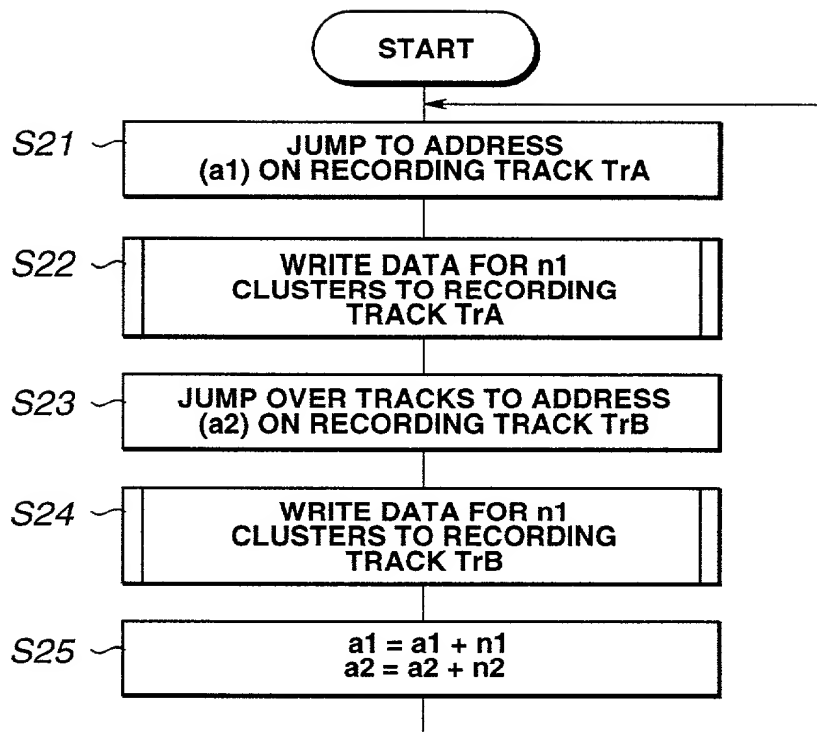 START
S21
JUMP TO ADDRESS
(a1) ON RECORDING TRACK TrA
S22
WRITE DATA FOR n1
CLUSTERS TO RECORDING
TRACK TrA
S23
JUMP OVER TRACKS TO ADDRESS
(a2) ON RECORDING TRACK TrB
S24
WRITE DATA FOR n1
CLUSTERS TO RECORDING
TRACK TrB
S25
a1 = a1 + n1
a2 = a2 + n2